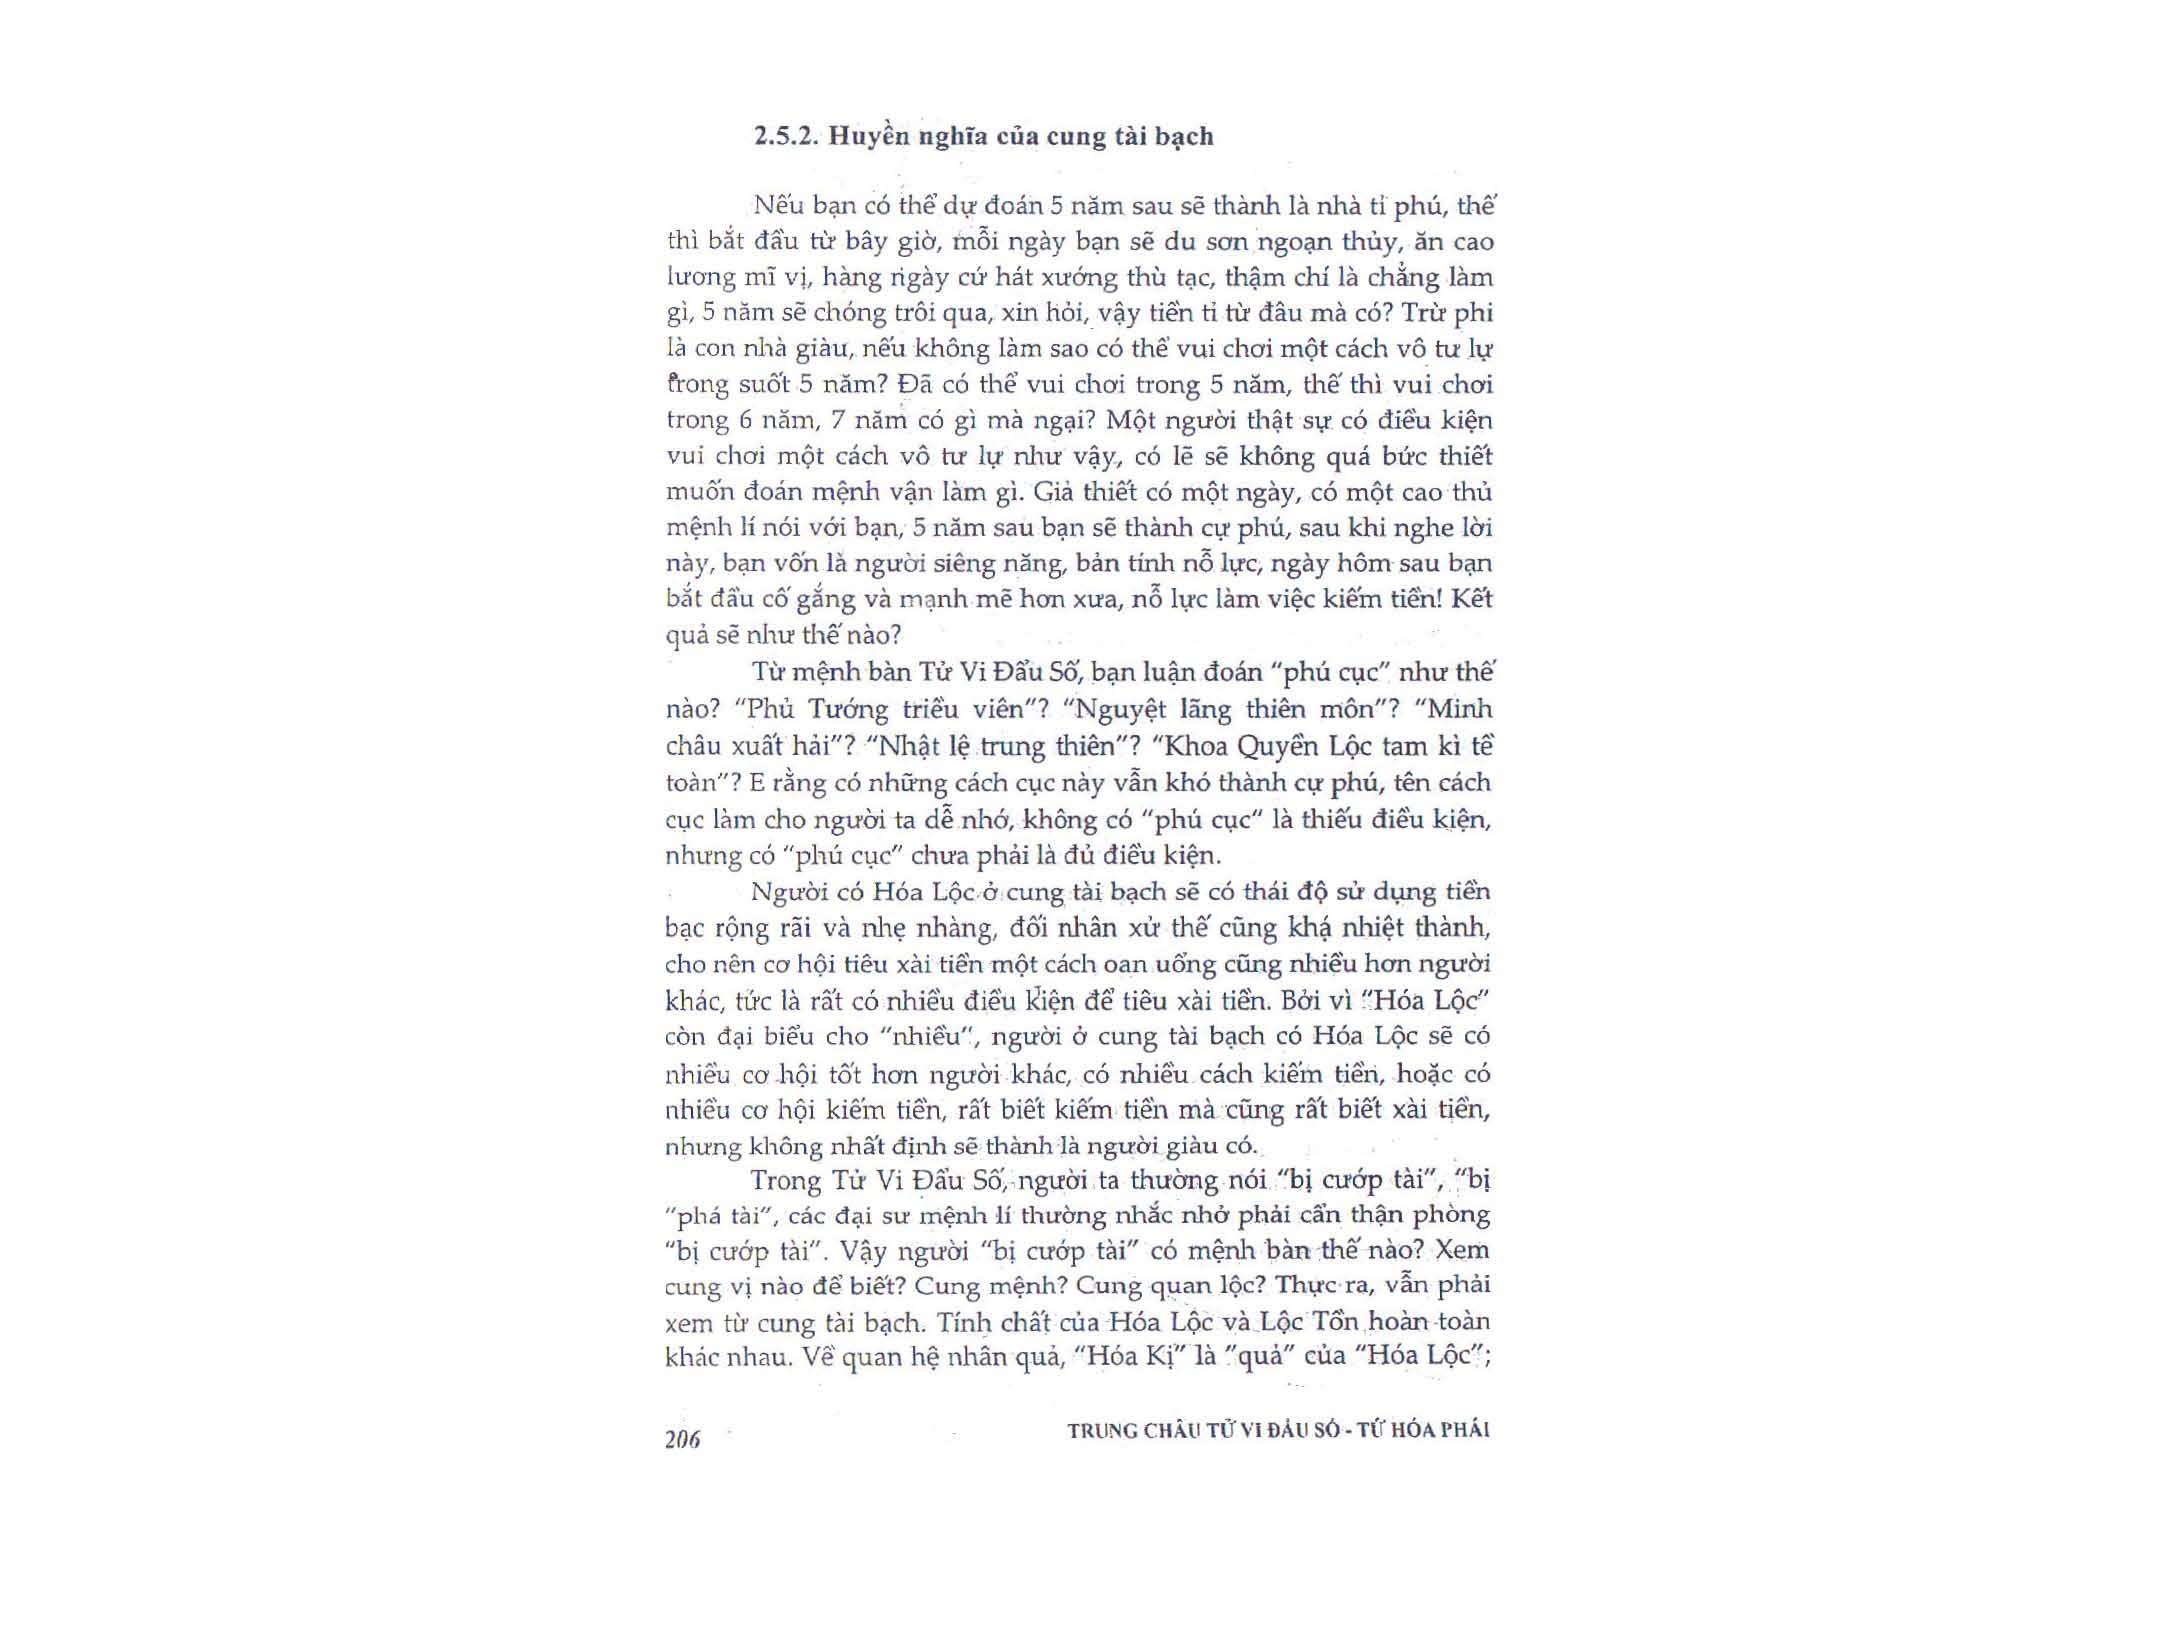 2.5.2. Huyền nghĩa của cung tài bạch
Nếu bạn có thể dự đoán 5 năm sau sẽ thành là nhà tỉ phú, thế
thì bắt đầu từ bây giờ, mỗi ngày bạn sẽ du sơn ngoạn thủy, ăn cao
lương mĩ vị, hàng ngày cứ hát xướng thù tạc, thậm chí là chẳng làm
gì, 5 năm sẽ chóng trôi qua, xin hỏi, vậy tiền tỉ từ đâu mà có? Trừ phi
là con nhà giàu, nếu không làm sao có thể vui chơi một cách vô tư lự
trong suốt 5 năm? Đã có thể vui chơi trong 5 năm, thế thì vui chơi
trong 6 năm, 7 năm có gì mà ngại? Một người thật sự có điều kiện
vui chơi một cách vô tư lự như vậy, có lẽ sẽ không quá bức thiết
muốn đoán mệnh vận làm gì. Giả thiết có một ngày, có một cao thủ
mệnh lí nói với bạn, 5 năm sau bạn sẽ thành cự phú, sau khi nghe lời
này, bạn vốn là người siêng năng, bản tính nỗ lực, ngày hôm sau bạn
bắt đầu cố gắng và mạnh mẽ hơn xưa, nỗ lực làm việc kiếm tiền! Kết
quả sẽ như thế nào?
Từ mệnh bàn Tử Vi Đẩu Số, bạn luận đoán "phú cục" như thế
nào? "Phủ Tướng triều viên"? "Nguyệt lãng thiên môn"? "Minh
châu xuất hải"? "Nhật lệ trung thiên"? "Khoa Quyền Lộc tam kì tề
toàn"? E rằng có những cách cục này vẫn khó thành cự phú, tên cách
cục làm cho người ta dễ nhớ, không có "phú cục" là thiếu điều kiện,
nhưng có "phú cục" chưa phải là đủ điều kiện.
Người có Hóa Lộc ở cung tài bạch sẽ có thái độ sử dụng tiền
bạc rộng rãi và nhẹ nhàng, đối nhân xử thế cũng khá nhiệt thành,
cho nên cơ hội tiêu xài tiền một cách oan uổng cũng nhiều hơn người
khác, tức là rất có nhiều điều kiện để tiêu xài tiền. Bởi vì "Hóa Lộc"
còn đại biểu cho "nhiều", người ở cung tài bạch có Hóa Lộc sẽ có
nhiều cơ hội tốt hơn người khác, có nhiều cách kiếm tiền, hoặc có
nhiều cơ hội kiếm tiền, rất biết kiếm tiền mà cũng rất biết xài tiền,
nhưng không nhất định sẽ thành là người giàu có.
Trong Tử Vi Đẩu Số, người ta thường nói "bị cướp tài", "bị
"phá tài", các đại sư mệnh lí thường nhắc nhở phải cẩn thận phòng
"bị cướp tài". Vậy người "bị cướp tài" có mệnh bàn thế nào? Xem
cung vị nào để biết? Cung mệnh? Cung quan lộc? Thực ra, vẫn phải
xem từ cung tài bạch. Tính chất của Hóa Lộc và Lộc Tồn hoàn toàn
khác nhau. Về quan hệ nhân quả, "Hóa Kị" là "quả" của "Hóa Lộc";
206
TRUNG CHÂU TỬ VI ĐẨU SỐ - TỨ HÓA PHÁI